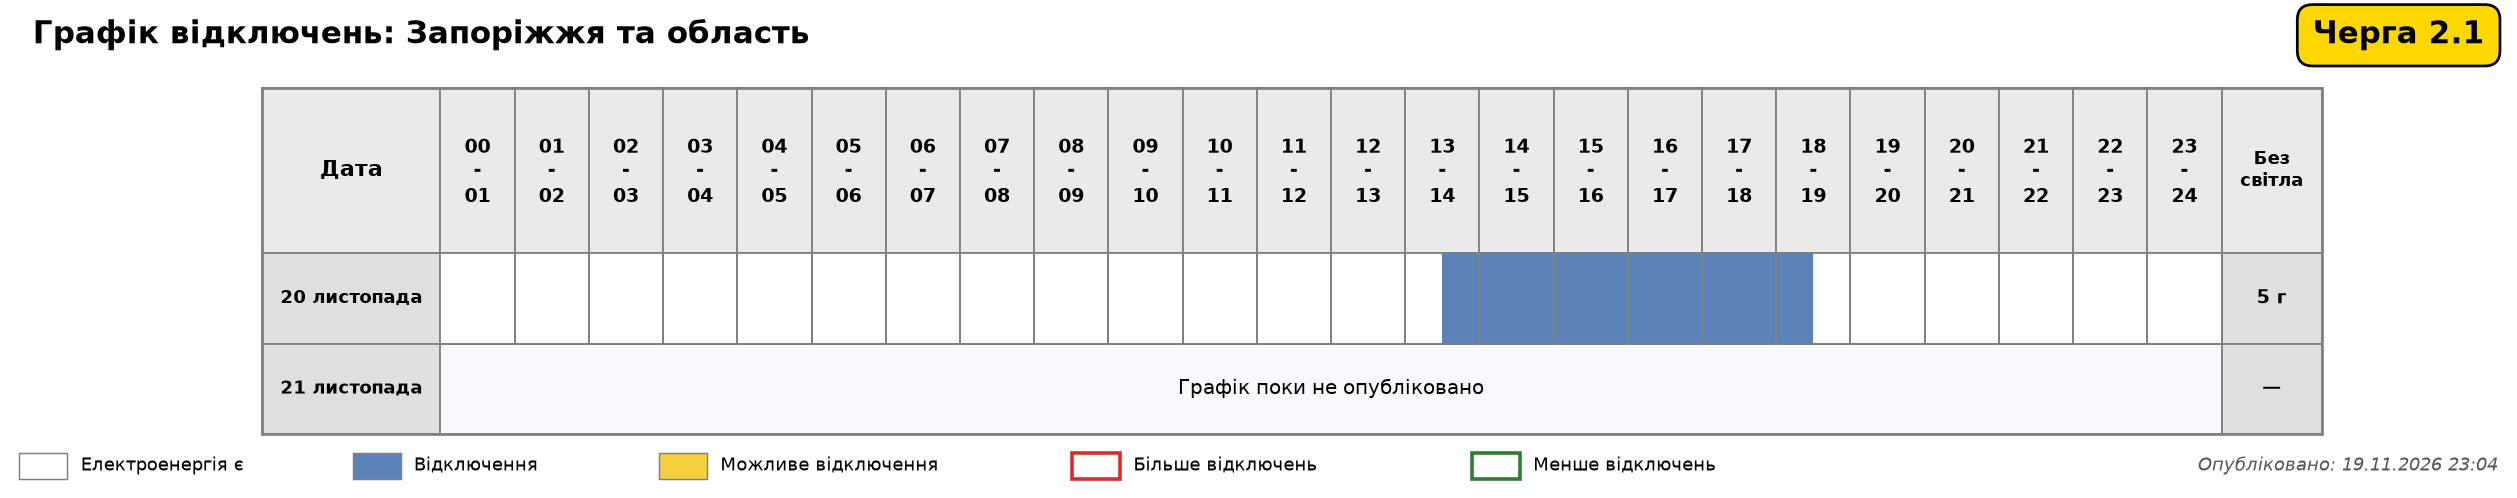 Графік відключень: Запоріжжя та область
Черга 2.1
Дата 00 - 01 01 - 02 02 - 03 03 - 04 04 - 05 05 - 06 06 - 07 07 - 08 08 - 09 09 - 10 10 - 11 11 - 12 12 - 13 13 - 14 14 - 15 15 - 16 16 - 17 17 - 18 18 - 19 19 - 20 20 - 21 21 - 22 22 - 23 23 - 24 Без світла
20 листопада 5 г
21 листопада Графік поки не опубліковано —
Електроенергія є Відключення Можливе відключення Більше відключень Менше відключень Опубліковано: 19.11.2026 23:04